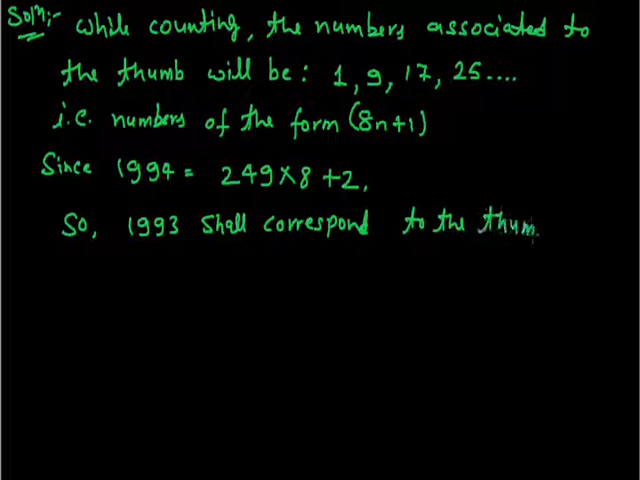 Soln:- While counting, the numbers associated to
the thumb will be: 1, 9, 17, 25....
i.e. numbers of the form (8n+1)
Since 1994 = 249×8+2,
So, 1993 shall correspond to the thum